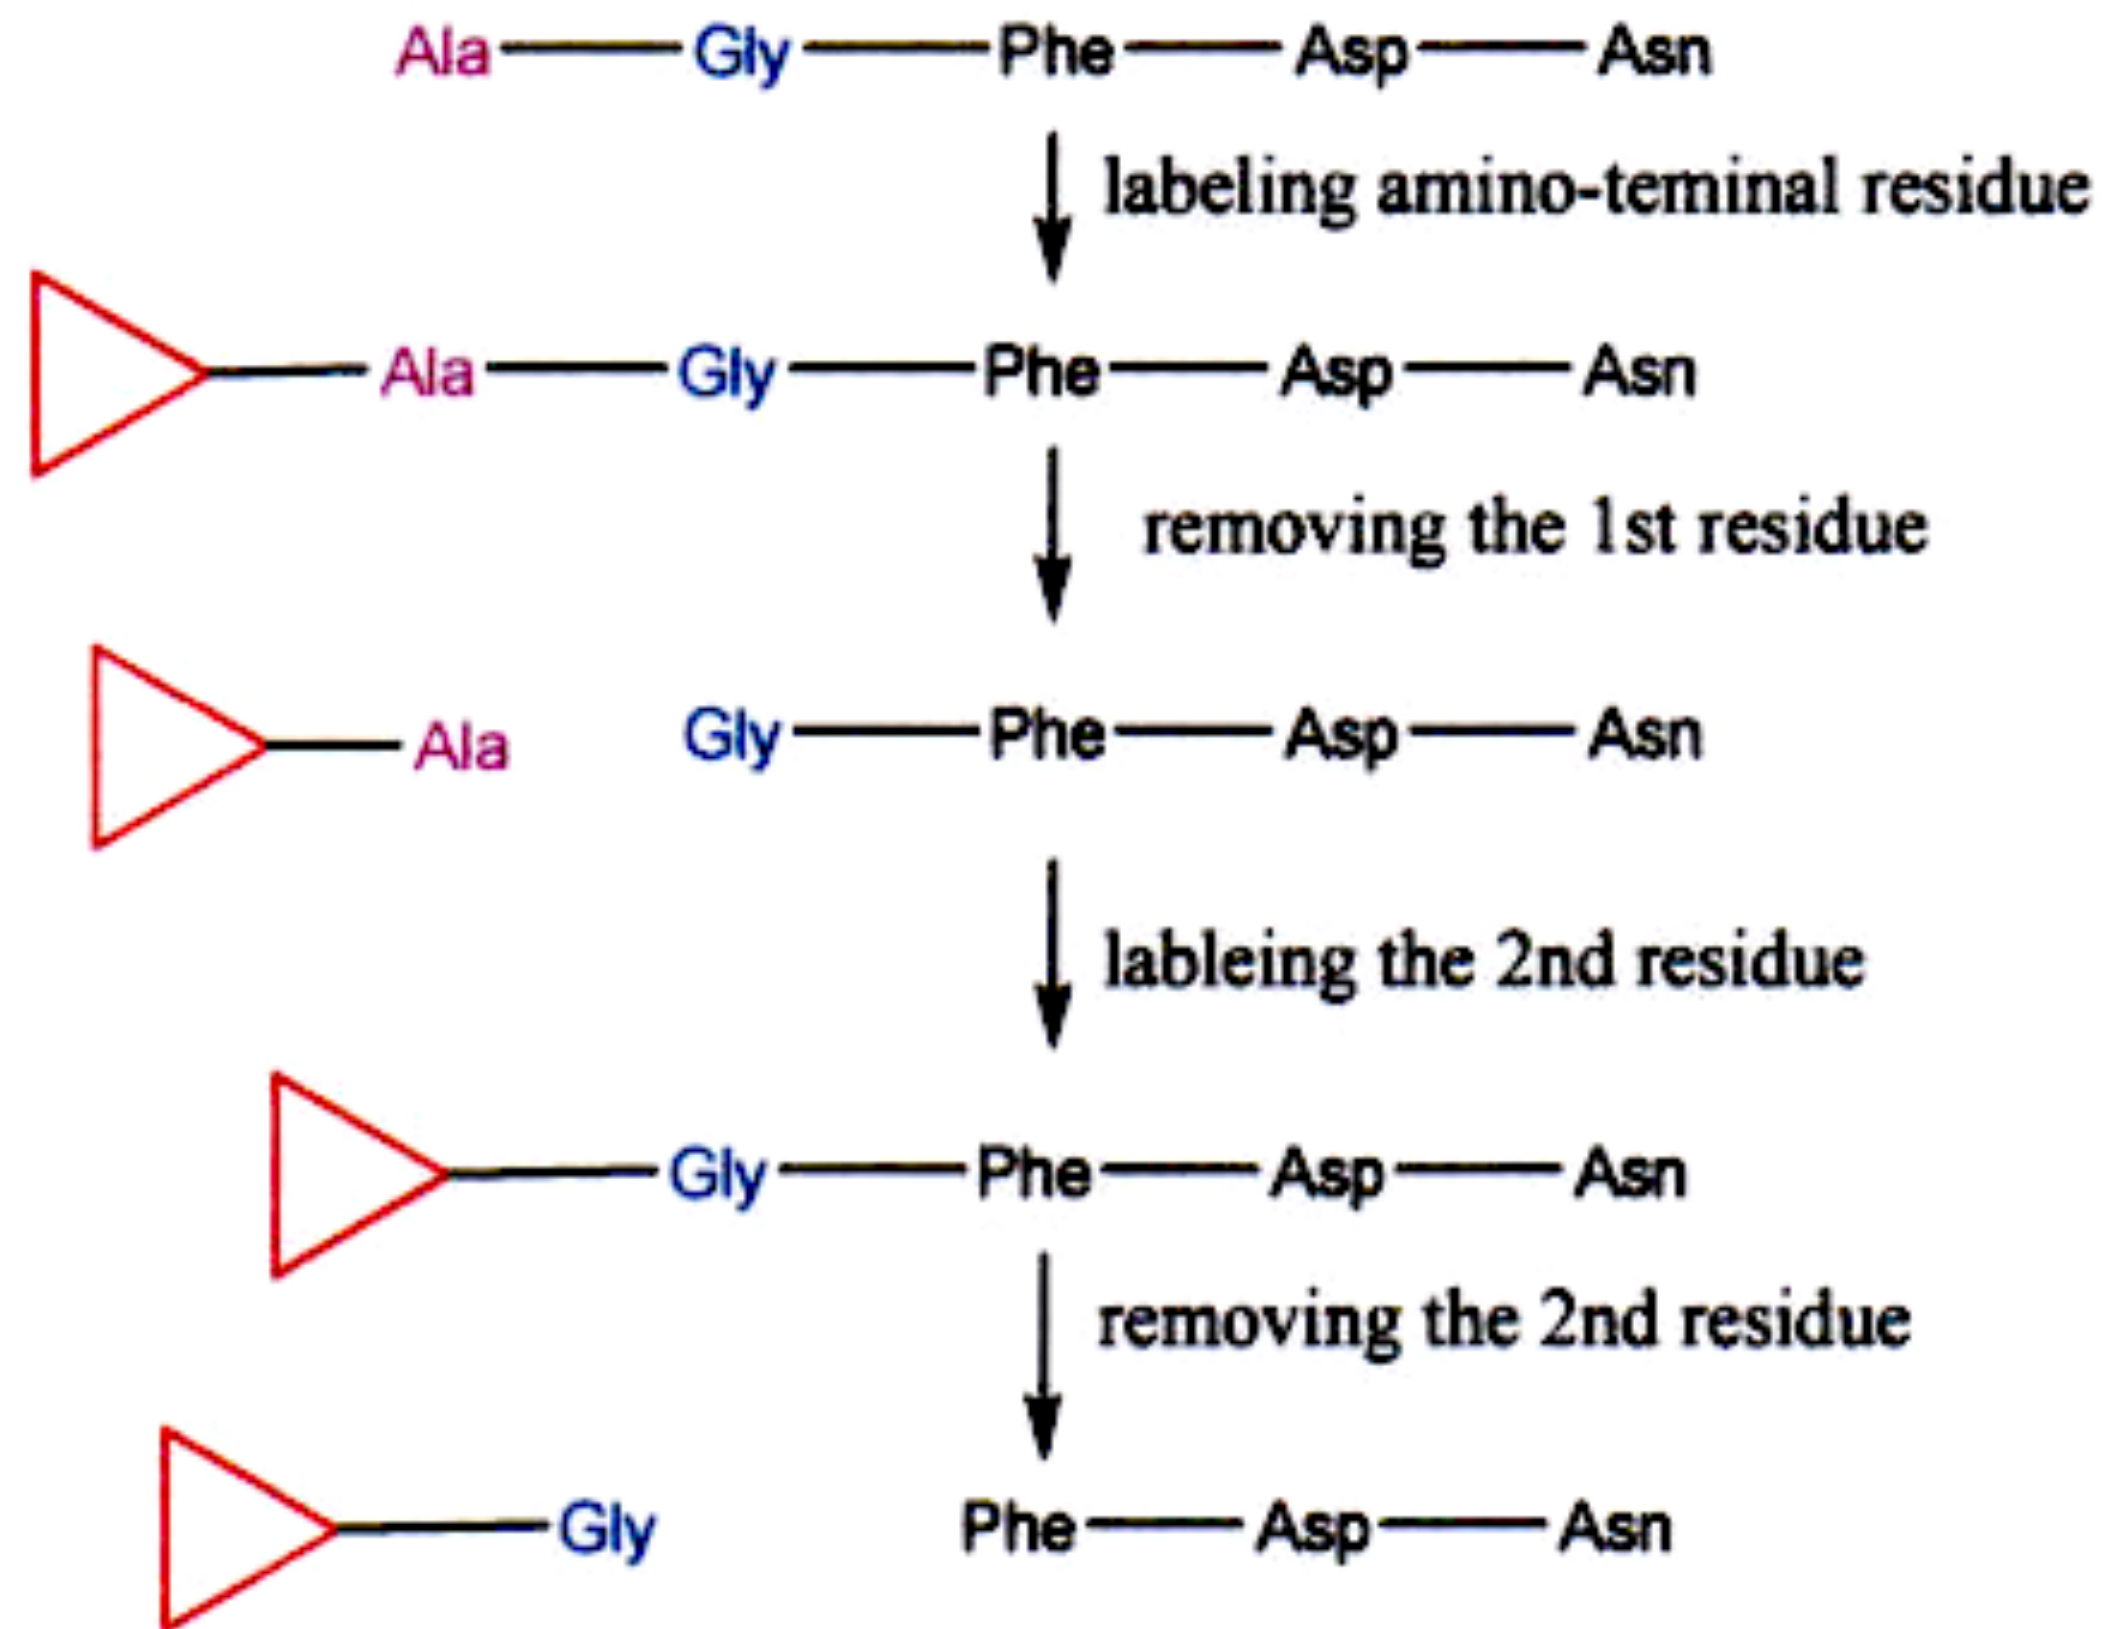 Ala Gly Phe Asp Asn
labeling amino-teminal residue
Ala Gly Phe Asp Asn
removing the 1st residue
Ala Gly Phe Asp Asn
lableing the 2nd residue
Gly Phe Asp Asn
removing the 2nd residue
Gly Phe Asp Asn